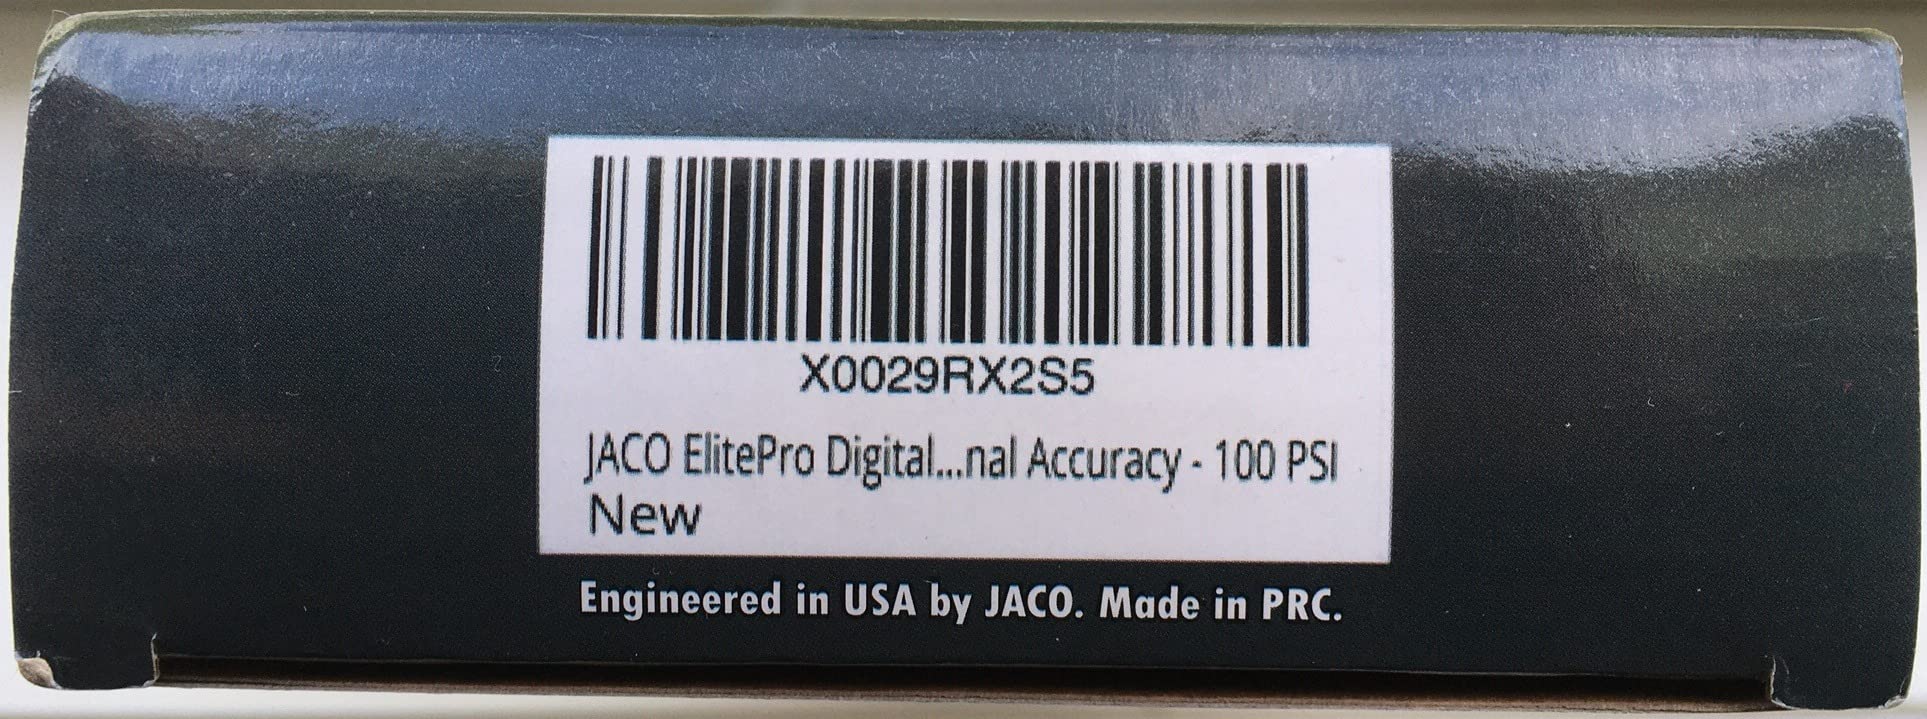 X0029RX2S5
JACO ElitePro Digital...nal Accuracy - 100 PSI
New
Engineered in USA by JACO. Made in PRC.